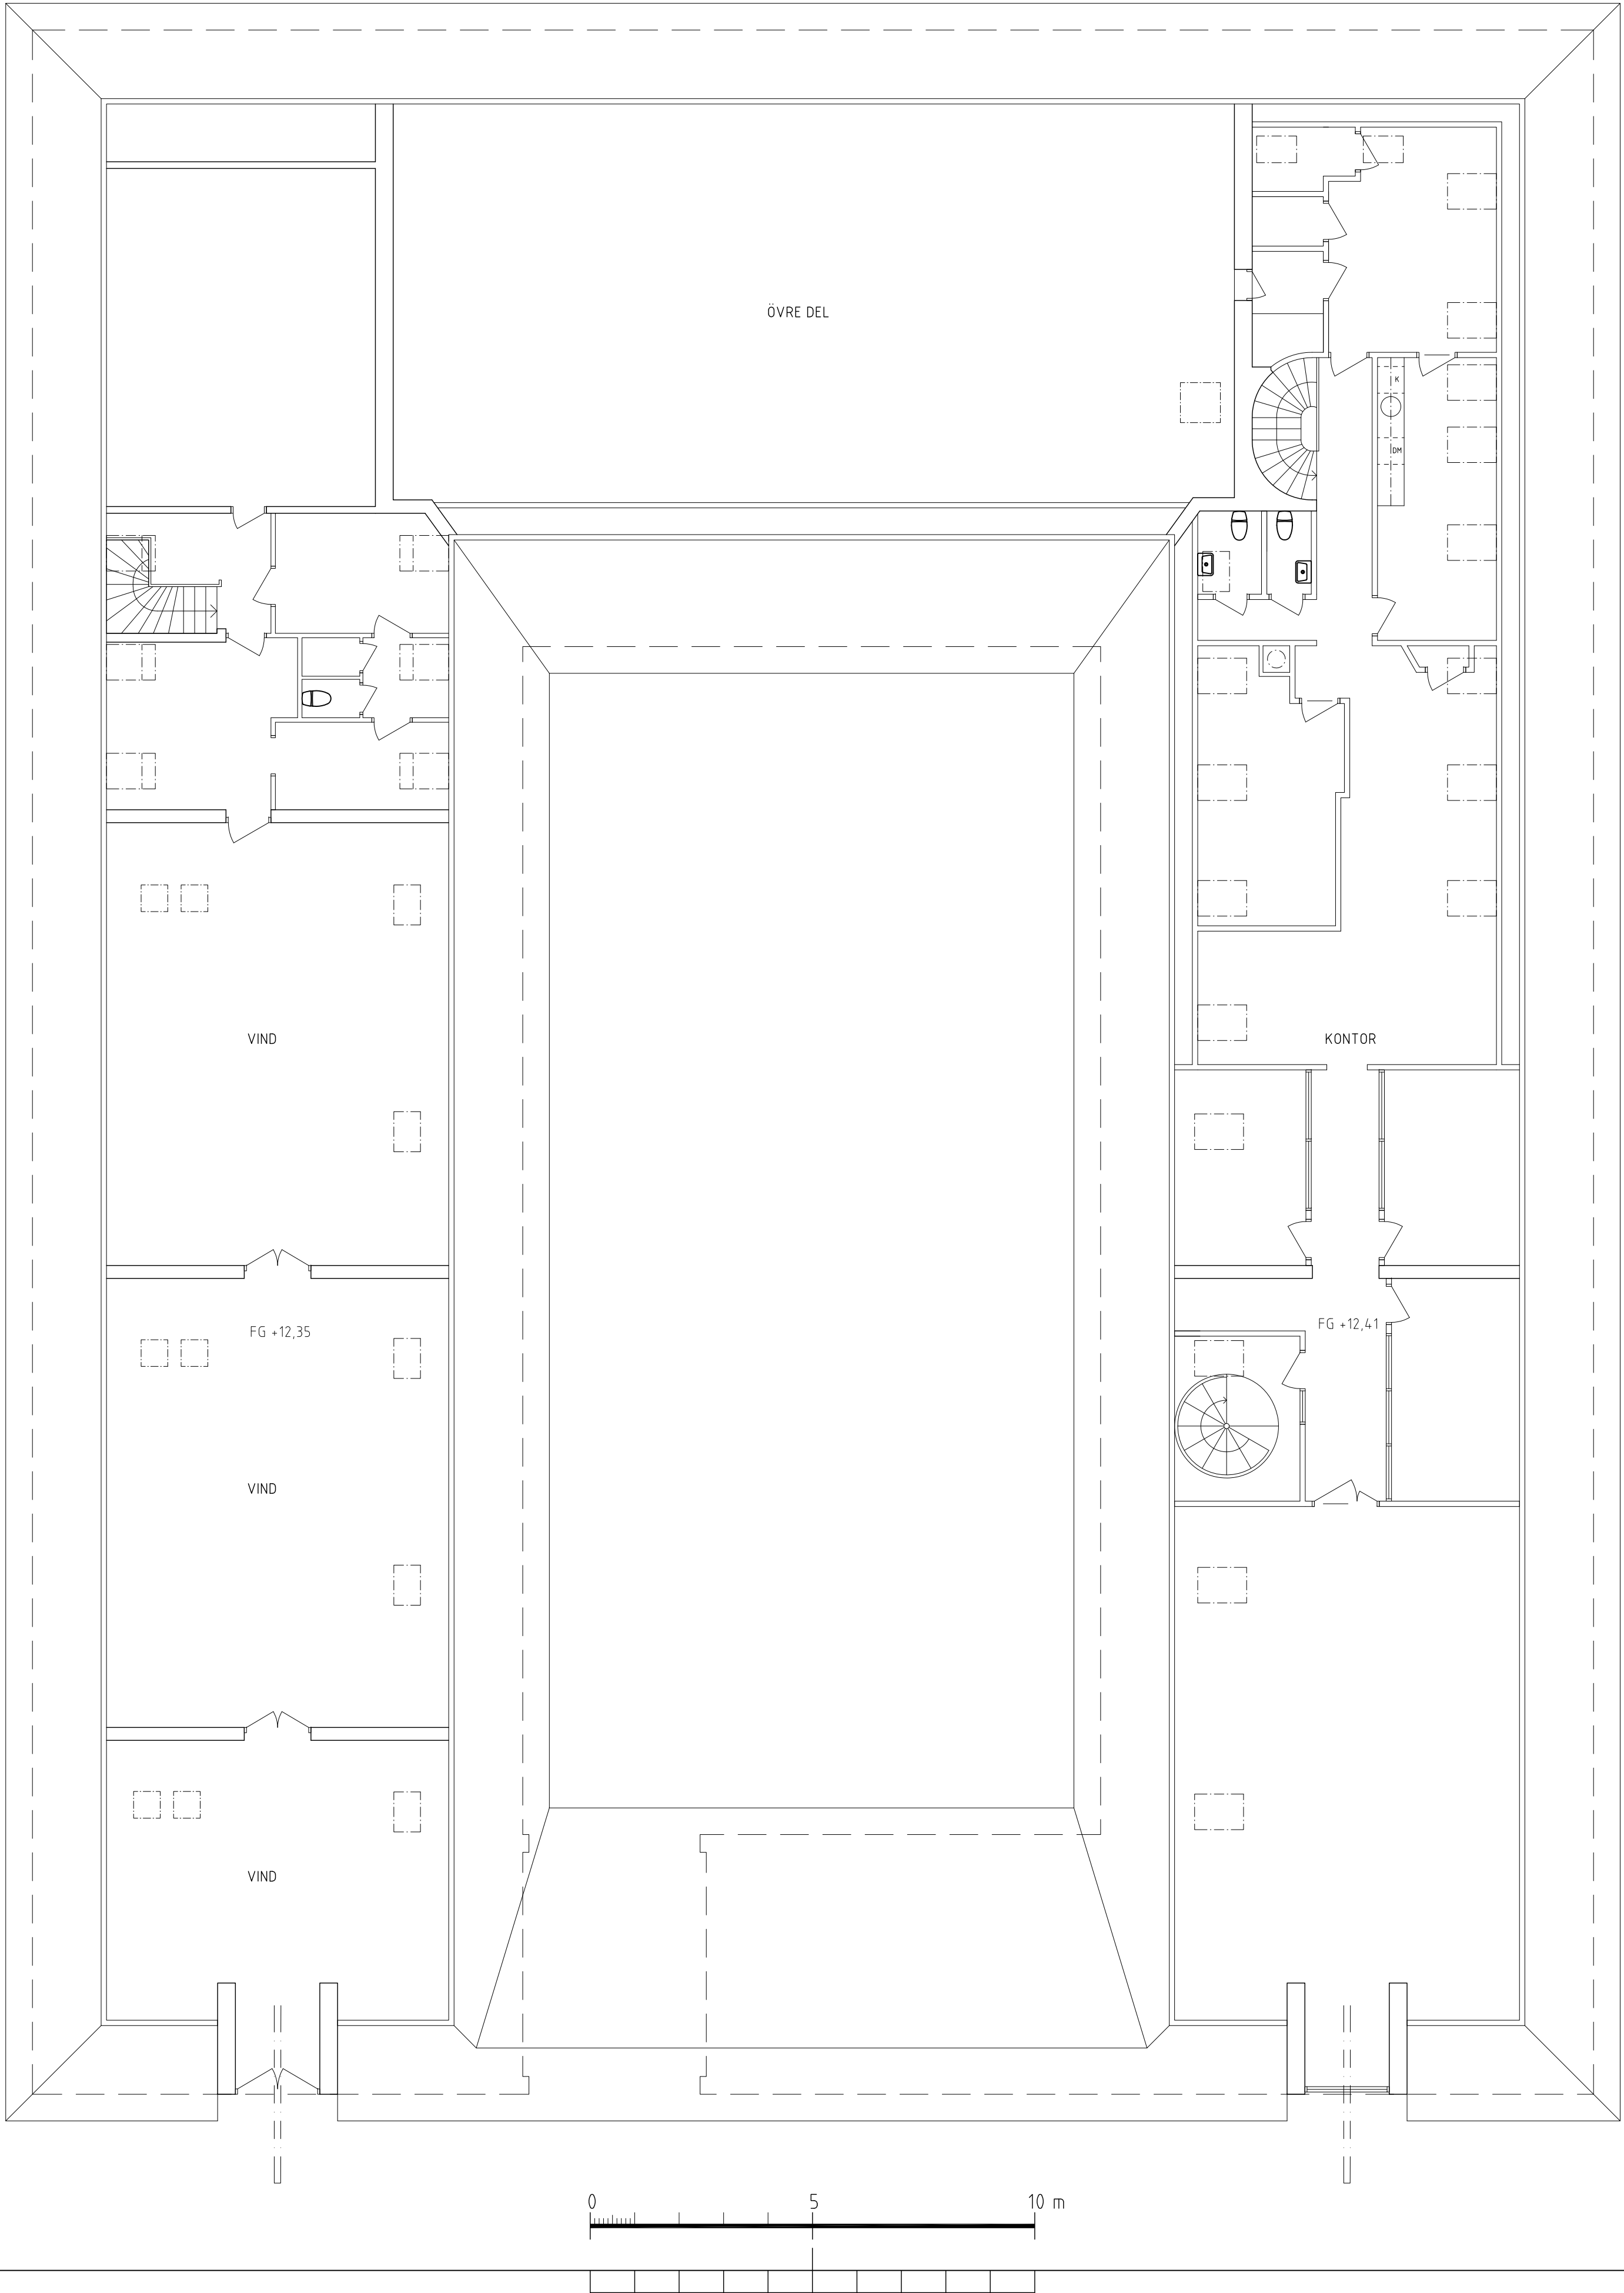 ÖVRE DEL
K
DM
VIND
KONTOR
FG +12,35
FG +12,41
VIND
VIND
0 5 10 m